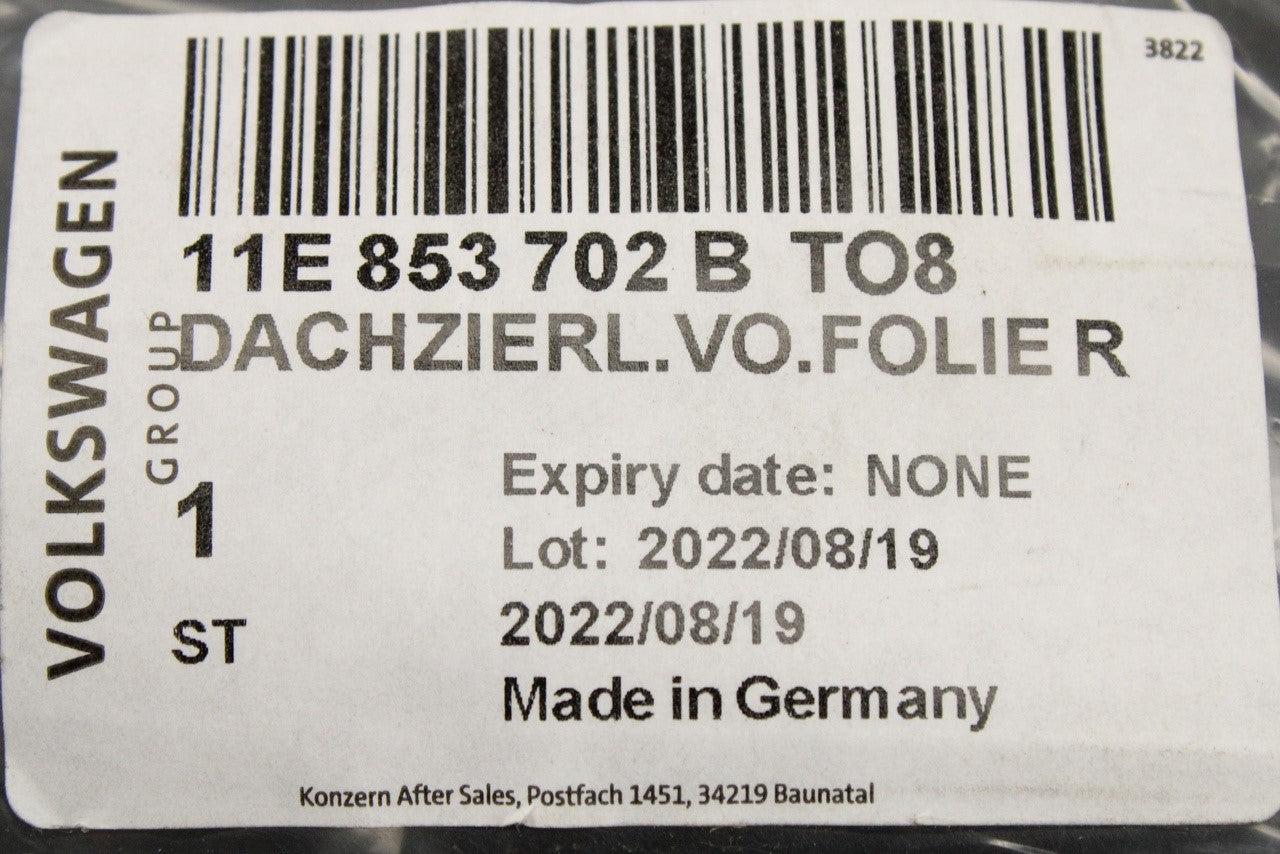 3822
VOLKSWAGEN
GROUP
11E 853 702 B TO8
DACHZIERL.VO.FOLIE R
1
ST
Expiry date: NONE
Lot: 2022/08/19
2022/08/19
Made in Germany
Konzern After Sales, Postfach 1451, 34219 Baunatal